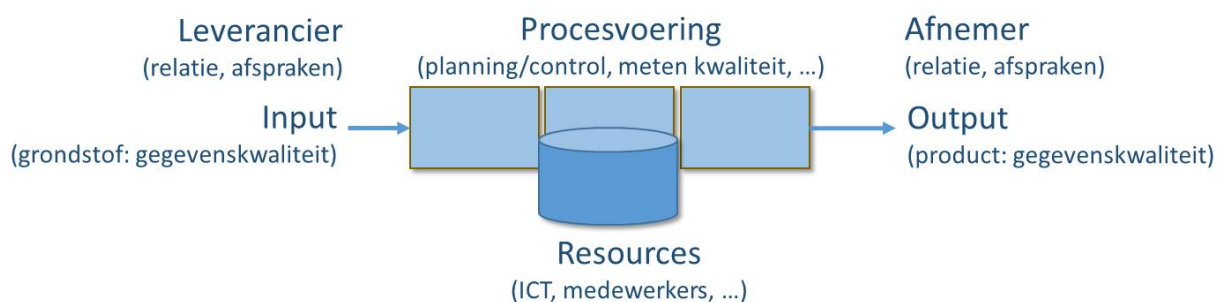 Leverancier
(relatie, afspraken)
Input
(grondstof: gegevenskwaliteit)
Procesvoering
(planning/control, meten kwaliteit, ...)
Resources
(ICT, medewerkers, ...)
Afnemer
(relatie, afspraken)
Output
(product: gegevenskwaliteit)